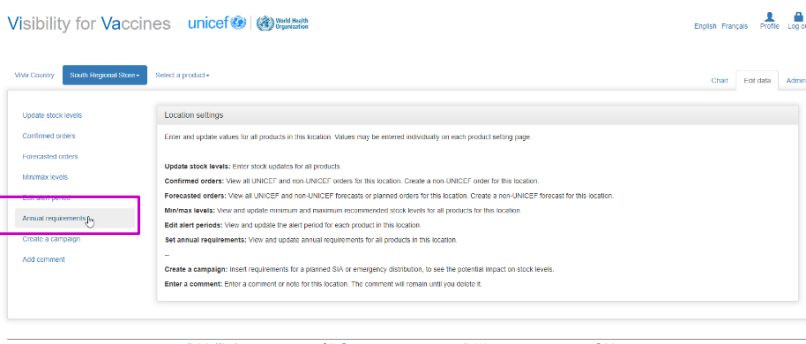 Visibility for Vaccines unicef World Health Organization
English Français Profile Log
ViVa Country South Regional Store Select a product
Chart Edit data Admin
Update stock levels
Confirmed orders
Forecasted orders
Min/max levels
Edit alert period
Annual requirements
Create a campaign
Add comment
Location settings
Enter and update values for all products in this location. Values may be entered individually on each product setting page.
Update stock levels: Enter stock updates for all products.
Confirmed orders: View all UNICEF and non-UNICEF orders for this location. Create a non-UNICEF order for this location.
Forecasted orders: View all UNICEF and non-UNICEF forecasts or planned orders for this location. Create a non-UNICEF forecast for this location.
Min/max levels: View and update minimum and maximum recommended stock levels for all products for this location.
Edit alert periods: View and update the alert period for each product in this location.
Set annual requirements: View and update annual requirements for all products in this location.
--
Create a campaign: Insert requirements for a planned SIA or emergency distribution, to see the potential impact on stock levels.
Enter a comment: Enter a comment or note for this location. The comment will remain until you delete it.